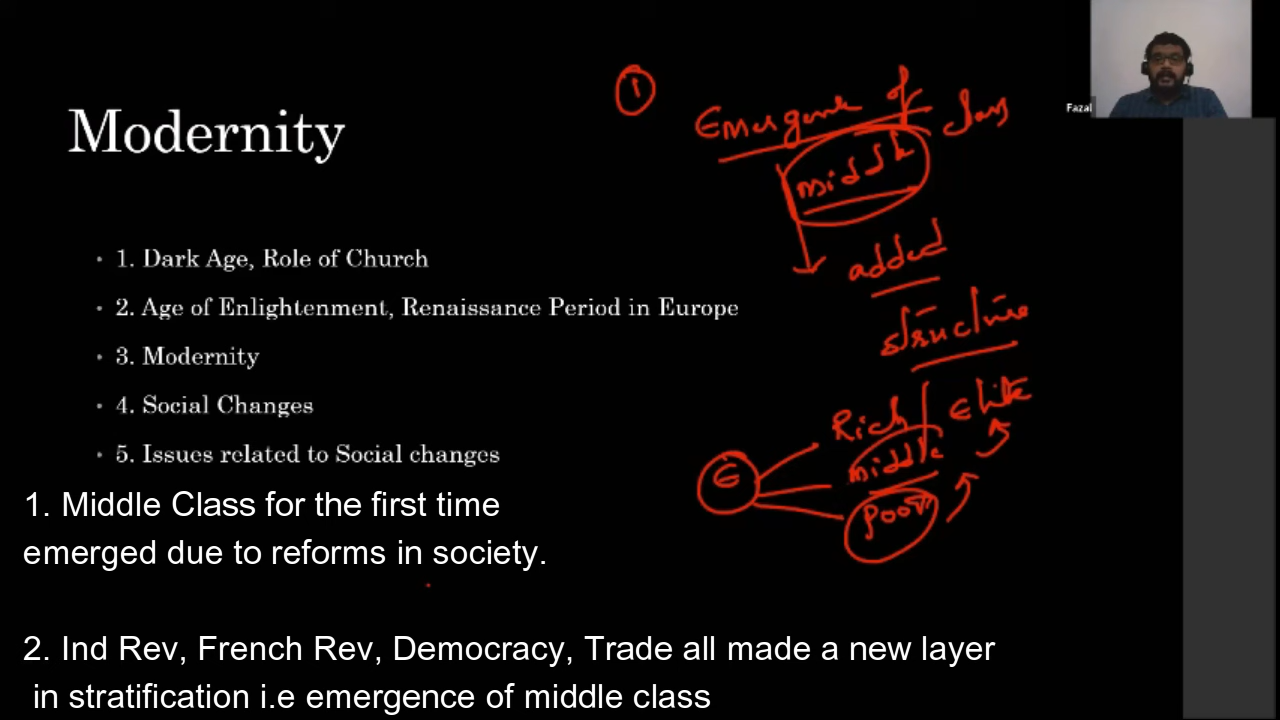 Modernity
• 1. Dark Age, Role of Church
• 2. Age of Enlightenment, Renaissance Period in Europe
• 3. Modernity
• 4. Social Changes
• 5. Issues related to Social changes
1. Middle Class for the first time
emerged due to reforms in society.
2. Ind Rev, French Rev, Democracy, Trade all made a new layer
in stratification i.e emergence of middle class
1
Emergence of
middle class
added
structure
Rich / Elite
E middle
poor
Fazal